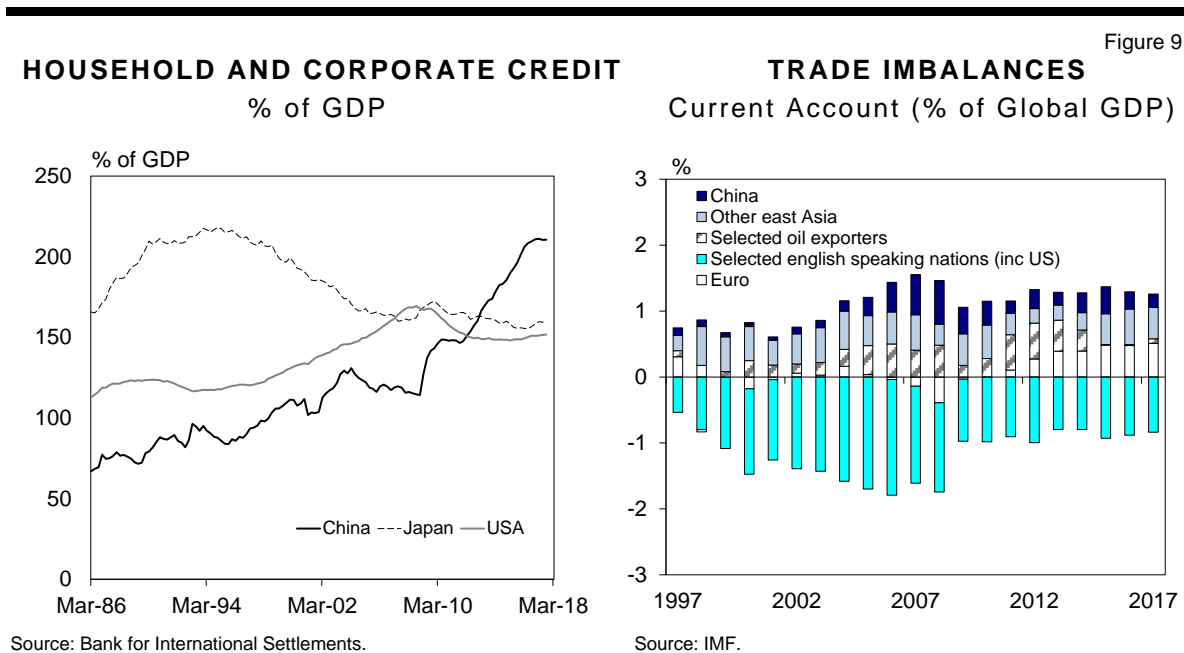 Figure 9
HOUSEHOLD AND CORPORATE CREDIT
% of GDP
% of GDP
250
200
150
100
50
0
China Japan USA
Mar-86 Mar-94 Mar-02 Mar-10 Mar-18
Source: Bank for International Settlements.
TRADE IMBALANCES
Current Account (% of Global GDP)
%
3
2
1
0
-1
-2
-3
China
Other east Asia
Selected oil exporters
Selected english speaking nations (inc US)
Euro
1997 2002 2007 2012 2017
Source: IMF.